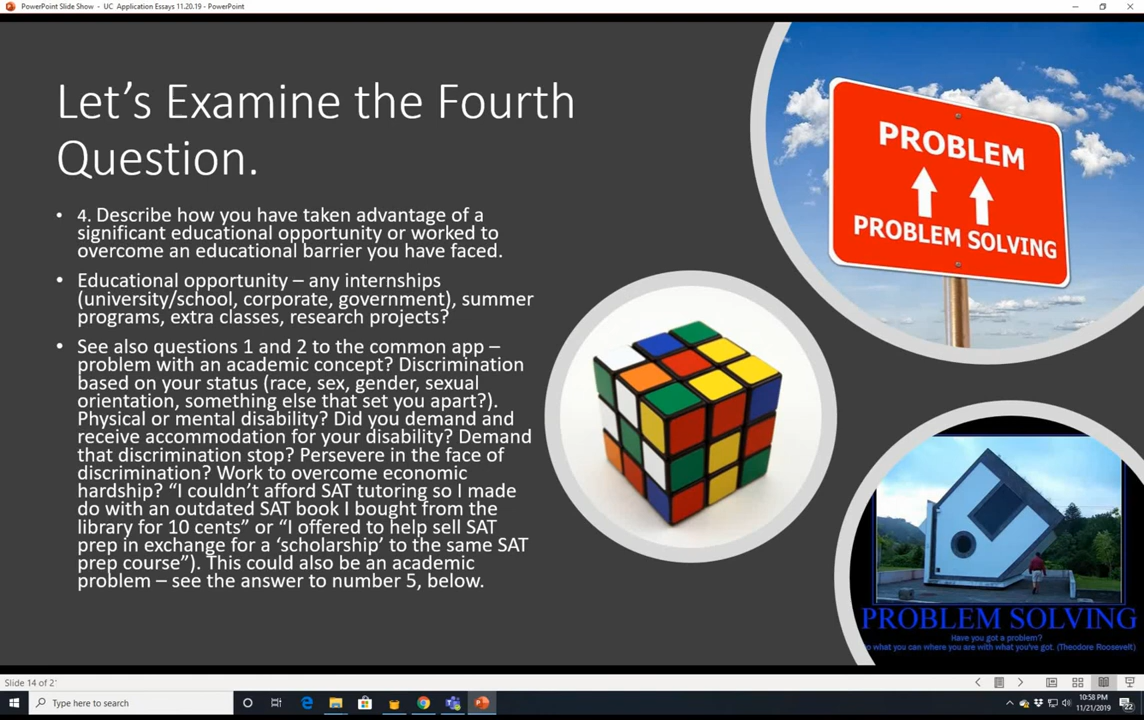 PowerPoint Slide Show - UC Application Essays 11.20.19 - PowerPoint
Let’s Examine the Fourth
Question.
• 4. Describe how you have taken advantage of a
significant educational opportunity or worked to
overcome an educational barrier you have faced.
• Educational opportunity – any internships
(university/school, corporate, government), summer
programs, extra classes, research projects?
• See also questions 1 and 2 to the common app –
problem with an academic concept? Discrimination
based on your status (race, sex, gender, sexual
orientation, something else that set you apart?).
Physical or mental disability? Did you demand and
receive accommodation for your disability? Demand
that discrimination stop? Persevere in the face of
discrimination? Work to overcome economic
hardship? “I couldn’t afford SAT tutoring so I made
do with an outdated SAT book I bought from the
library for 10 cents” or “I offered to help sell SAT
prep in exchange for a ‘scholarship’ to the same SAT
prep course”). This could also be an academic
problem – see the answer to number 5, below.
PROBLEM
PROBLEM SOLVING
PROBLEM SOLVING
Have you got a problem?
o what you can where you are with what you've got. (Theodore Roosevelt)
Slide 14 of 2
Type here to search
10:58 PM
11/21/2019
22